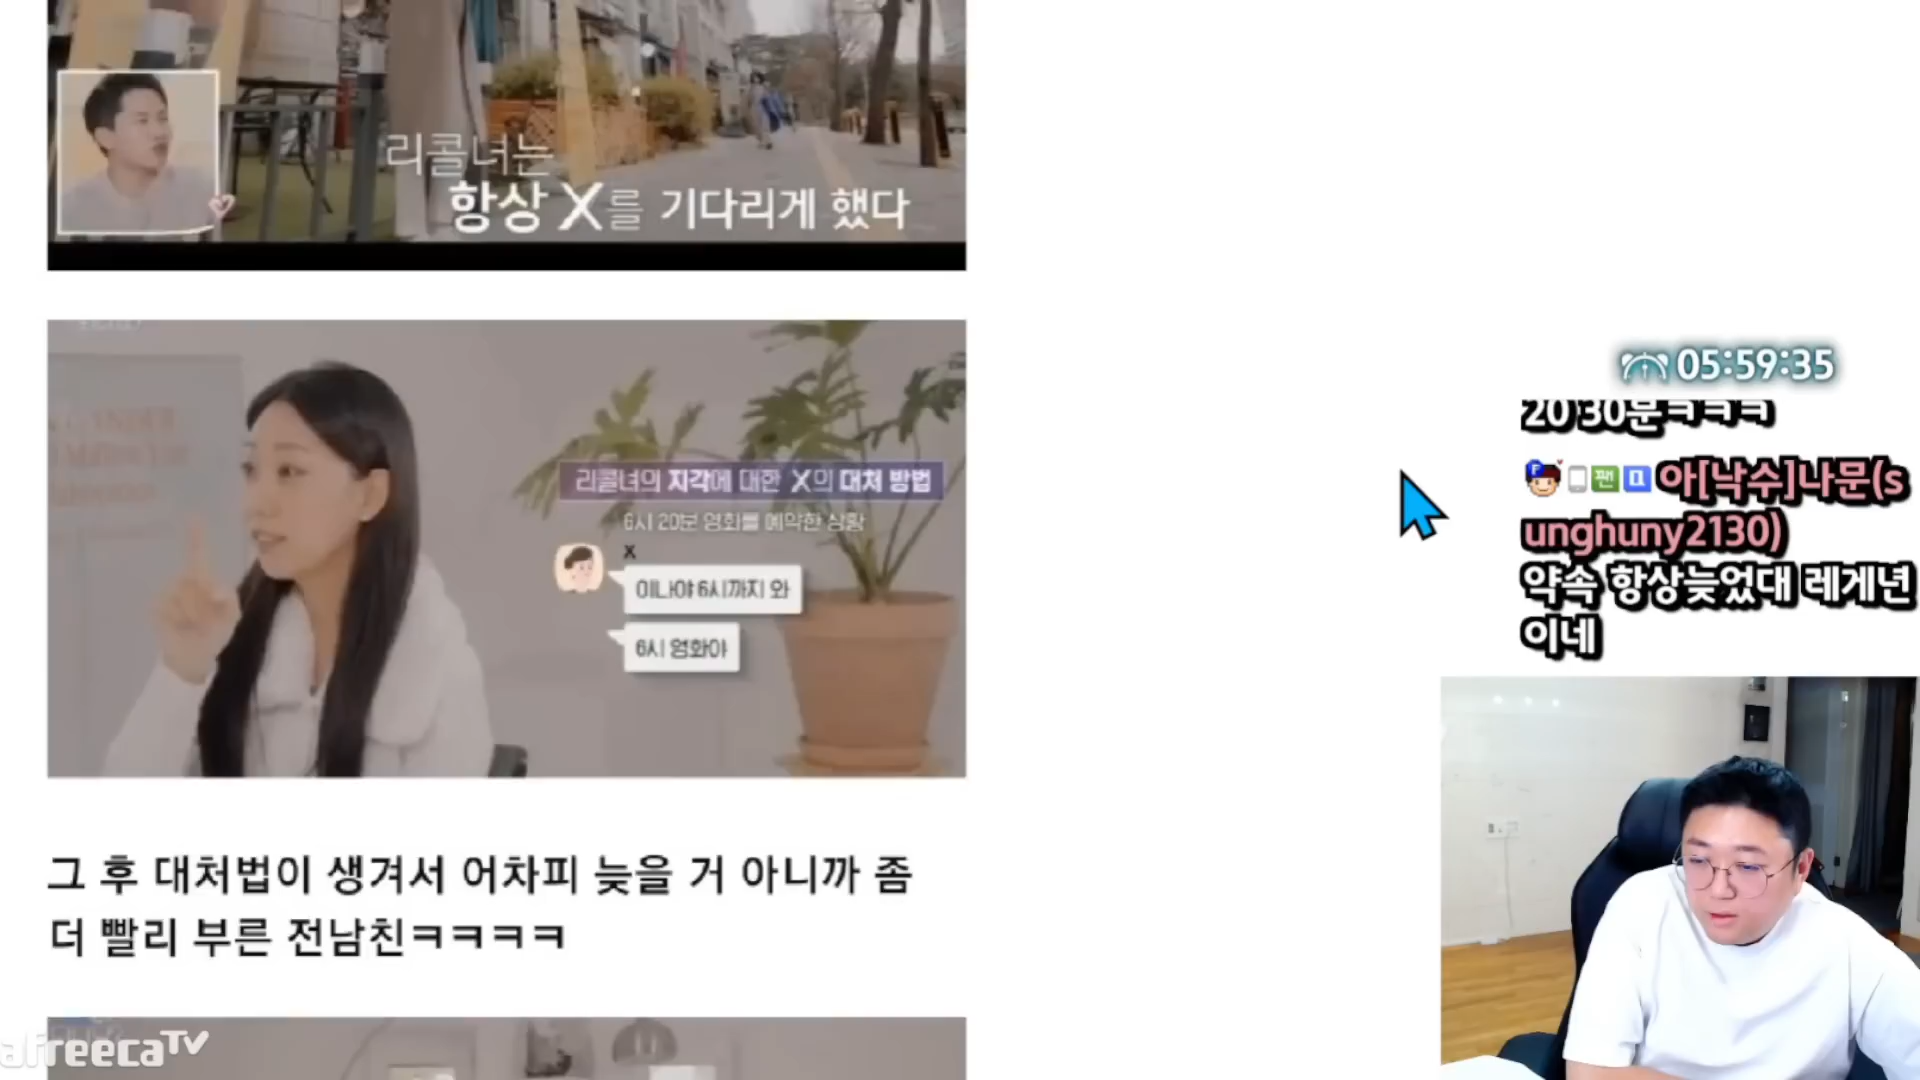 리콜녀는
항상 X를 기다리게 했다
리콜녀의 지각에 대한 X의 대처 방법
6시 20분 영화를 예약한 상황
X
이나야 6시까지 와
6시 영화야
그 후 대처법이 생겨서 어차피 늦을 거 아니까 좀
더 빨리 부른 전남친ㅋㅋㅋㅋ
afreecaTV
05:59:35
20 30분ㅋㅋㅋ
팬 아[낙수]나문(s
unghuny2130)
약속 항상늦었대 레게년
이네